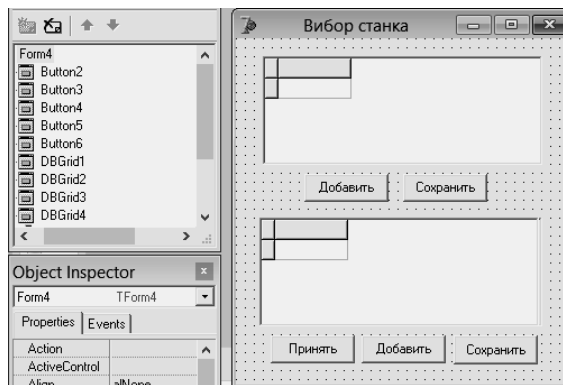 Form4
Button2
Button3
Button4
Button5
Button6
DBGrid1
DBGrid2
DBGrid3
DBGrid4
Object Inspector
Form4 TForm4
Properties Events
Action
ActiveControl
Align alNone
Вибор станка
Добавить Сохранить
Принять Добавить Сохранить